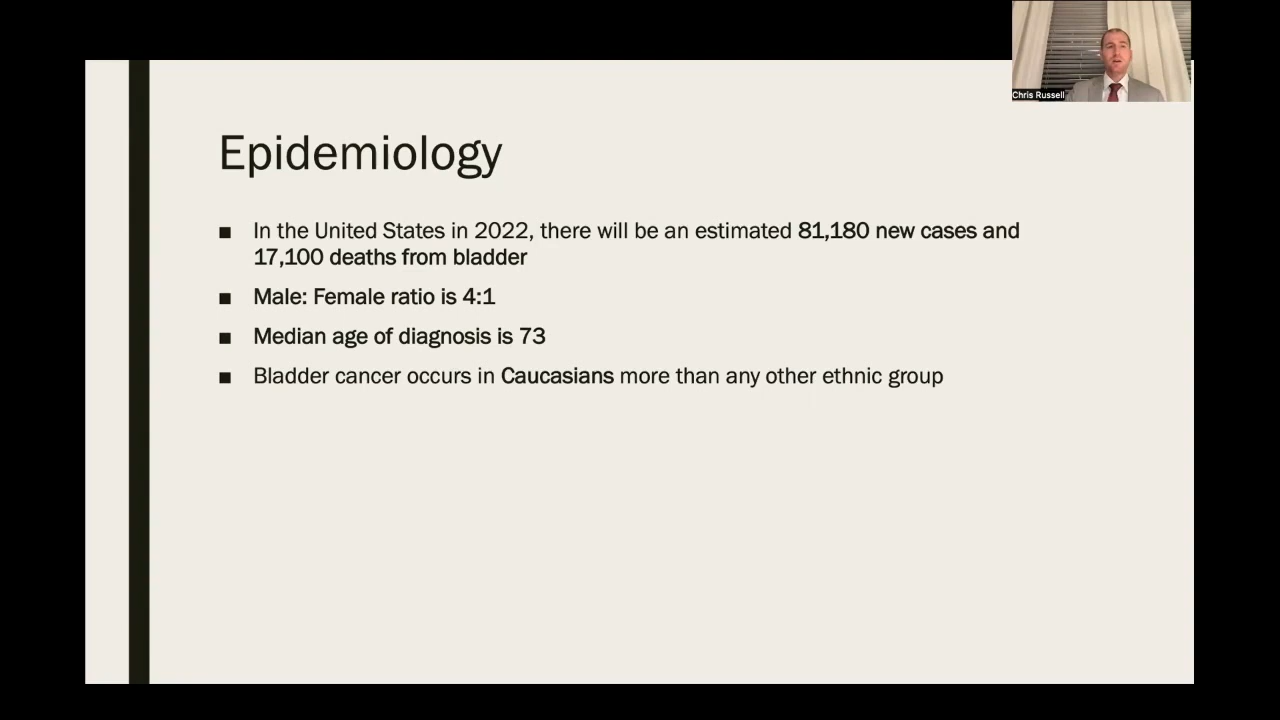 Chris Russell
Epidemiology
■ In the United States in 2022, there will be an estimated 81,180 new cases and
17,100 deaths from bladder
■ Male: Female ratio is 4:1
■ Median age of diagnosis is 73
■ Bladder cancer occurs in Caucasians more than any other ethnic group